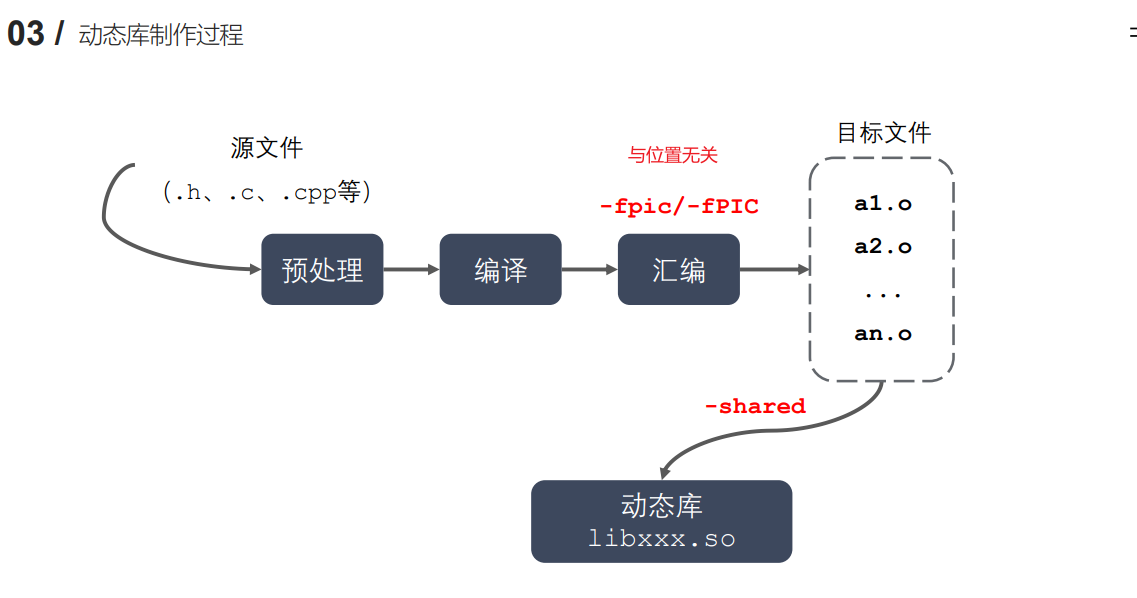 03 / 动态库制作过程
源文件
（.h、.c、.cpp等）
与位置无关
-fpic/-fPIC
目标文件
a1.o
a2.o
...
an.o
预处理
编译
汇编
-shared
动态库
libxxx.so